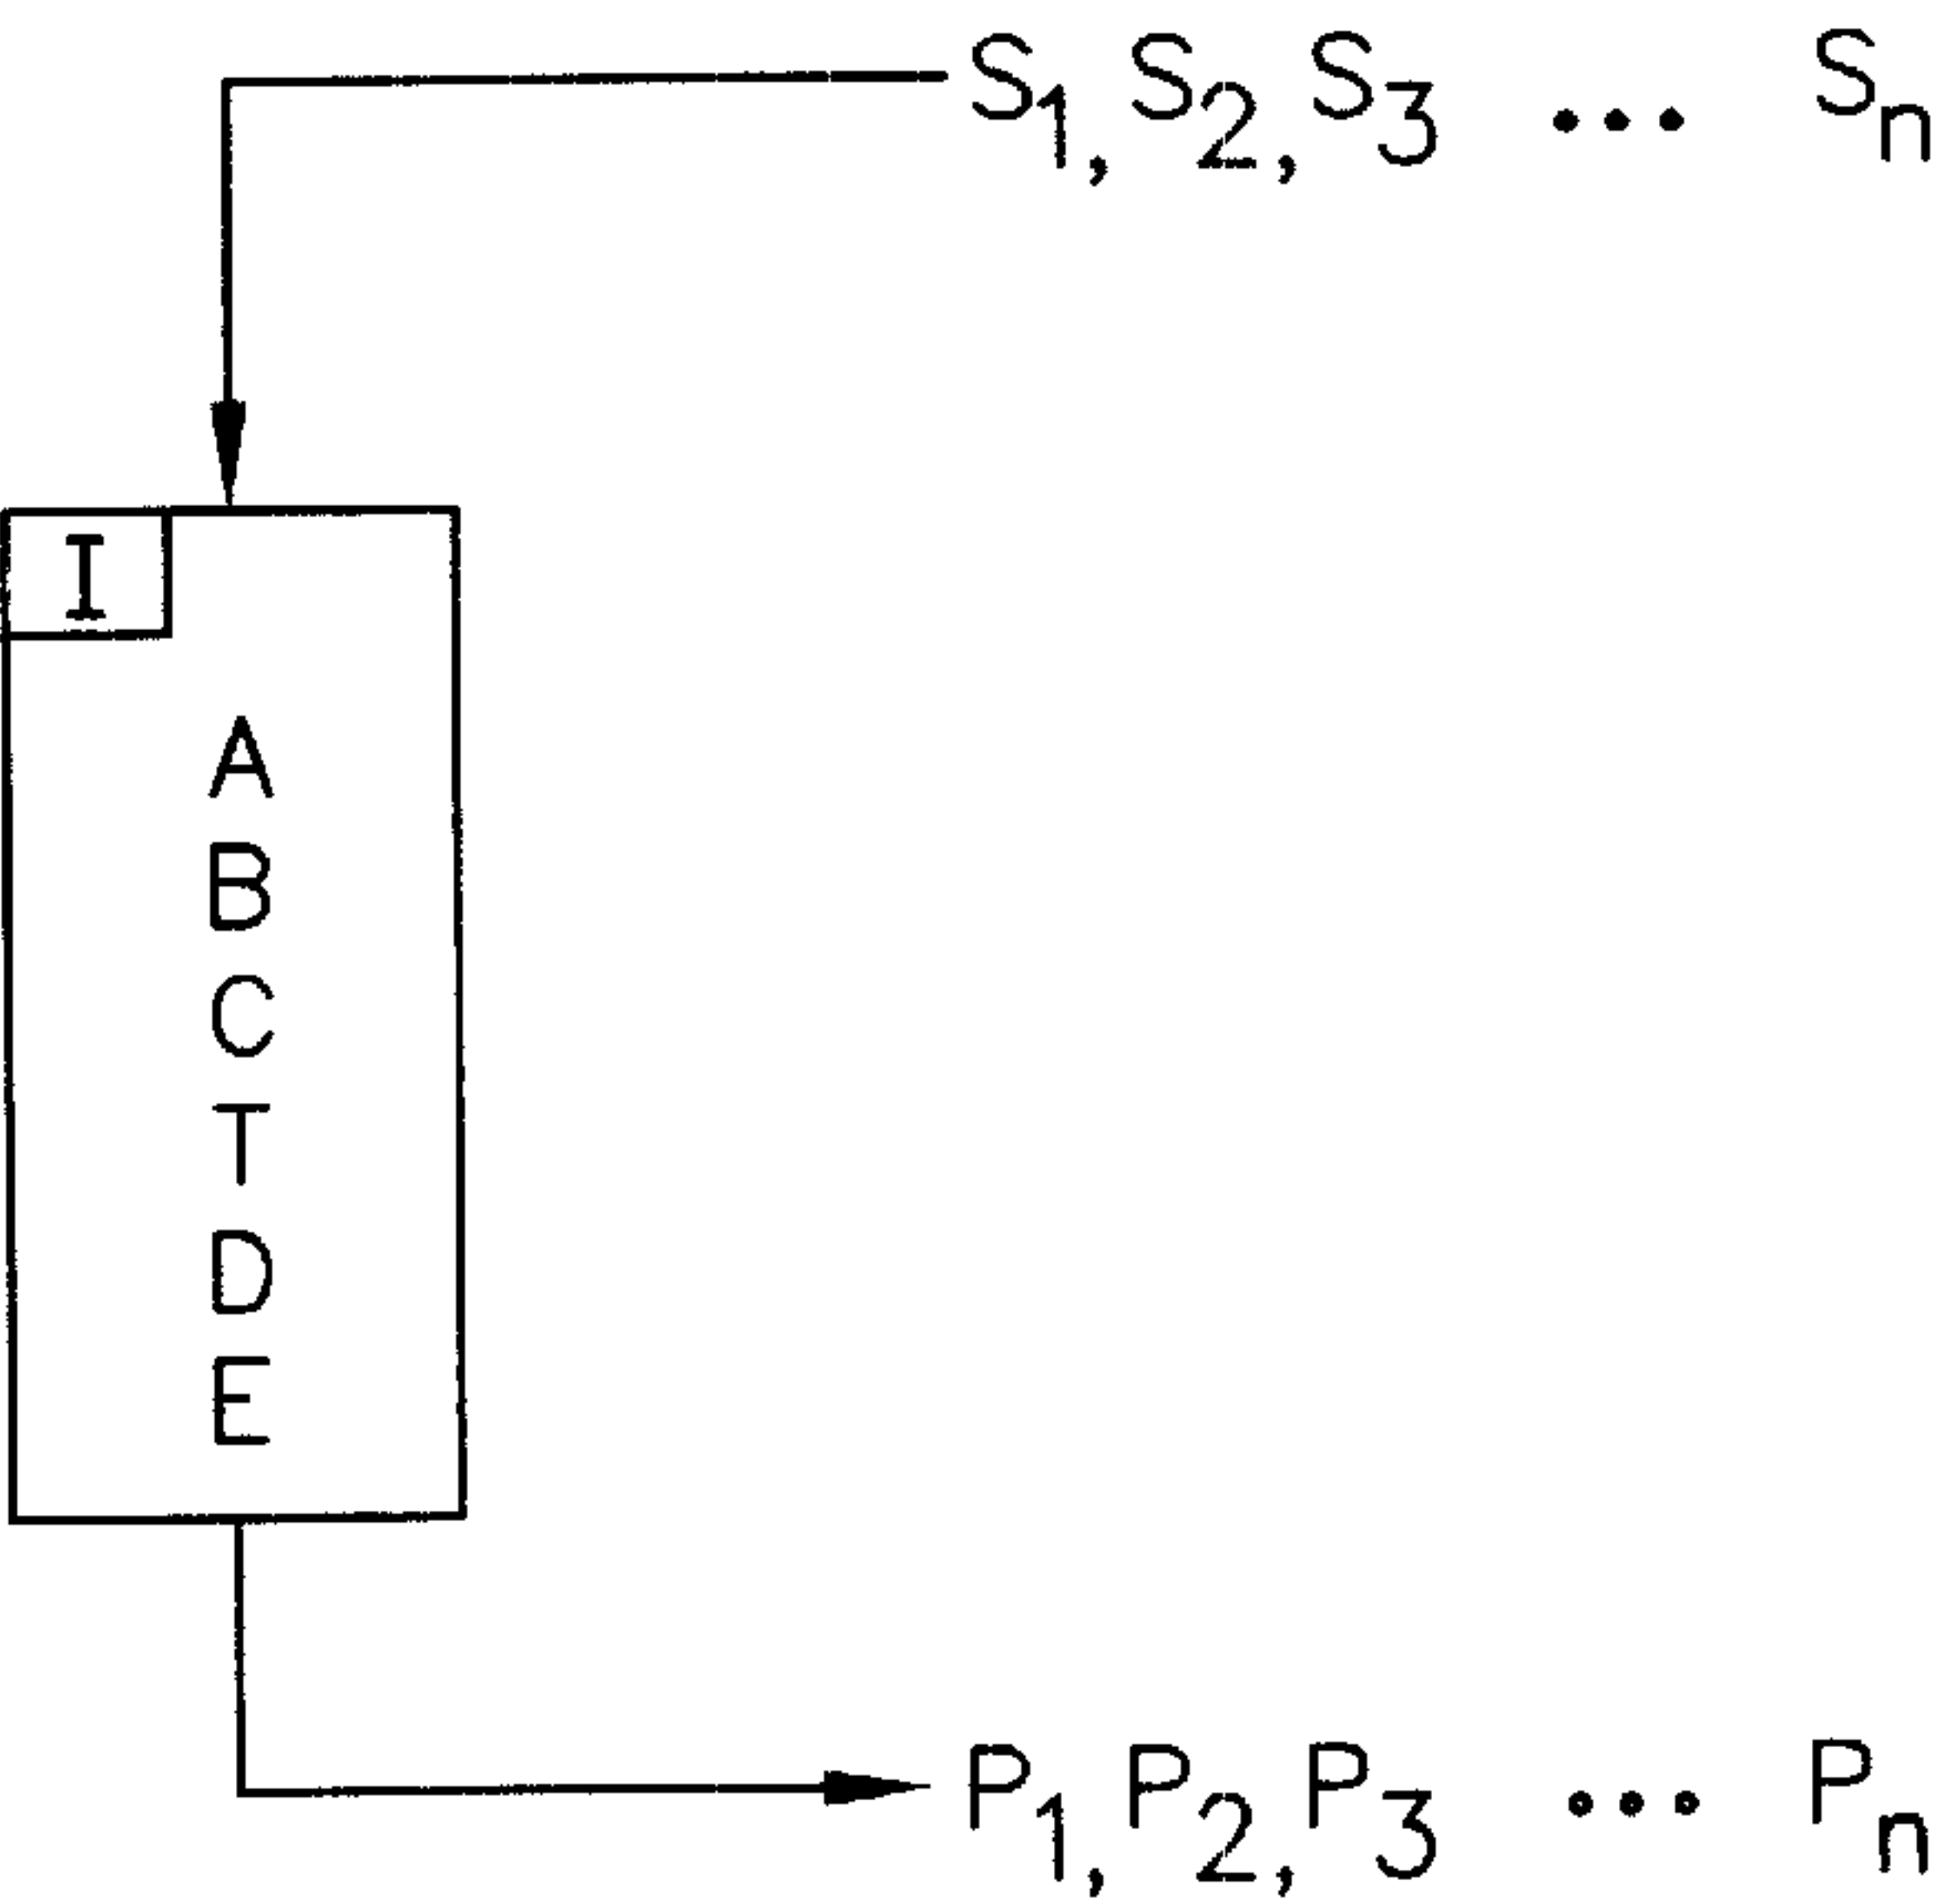 S1, S2, S3 ... Sn
I
A
B
C
T
D
E
P1, P2, P3 ... Pn